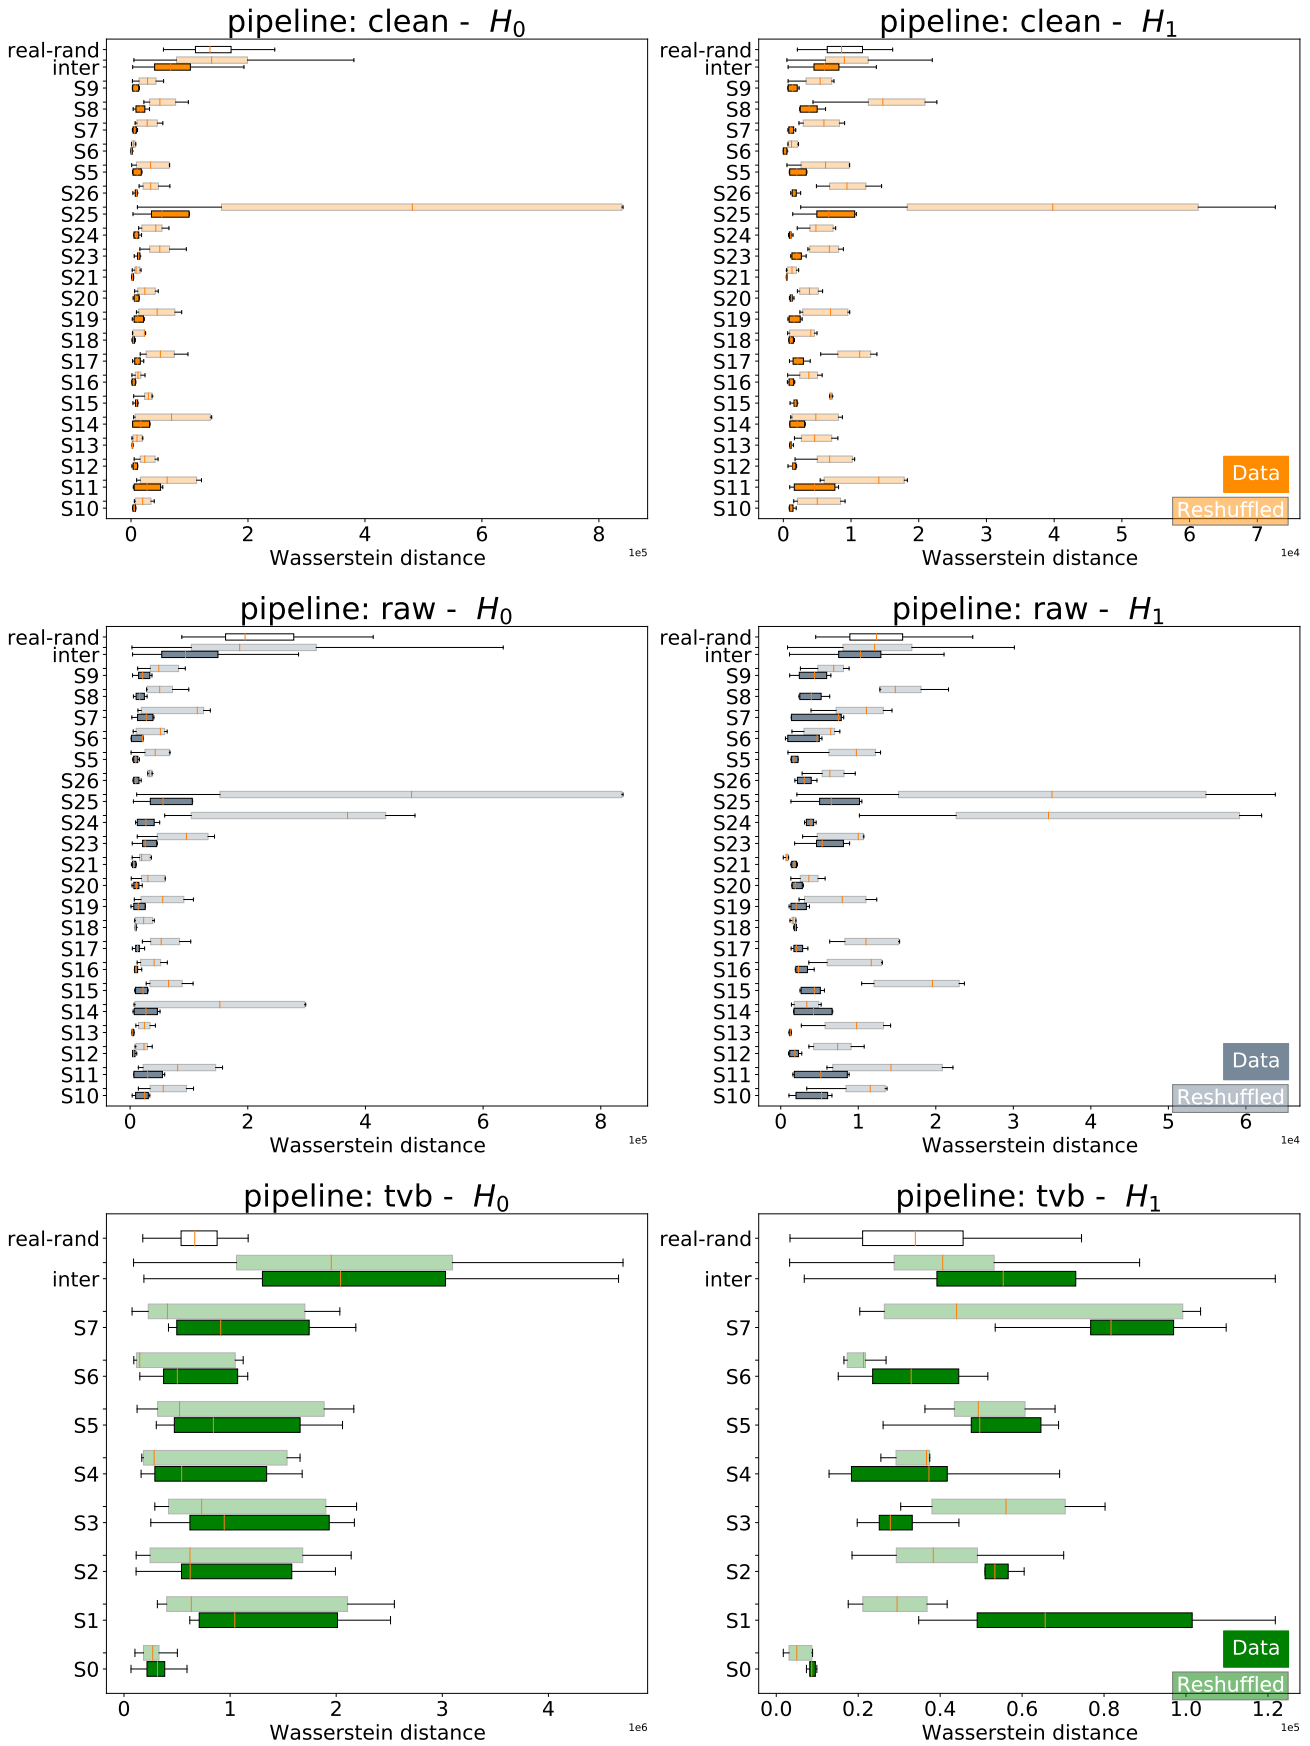 pipeline: clean - H₀
real-rand
inter
S9
S8
S7
S6
S5
S26
S25
S24
S23
S21
S20
S19
S18
S17
S16
S15
S14
S13
S12
S11
S10
0 2 4 6 8
1e5
Wasserstein distance
pipeline: clean - H₁
real-rand
inter
S9
S8
S7
S6
S5
S26
S25
S24
S23
S21
S20
S19
S18
S17
S16
S15
S14
S13
S12
S11
S10
Data
Reshuffled
0 1 2 3 4 5 6 7
1e4
Wasserstein distance
pipeline: raw - H₀
real-rand
inter
S9
S8
S7
S6
S5
S26
S25
S24
S23
S21
S20
S19
S18
S17
S16
S15
S14
S13
S12
S11
S10
0 2 4 6 8
1e5
Wasserstein distance
pipeline: raw - H₁
real-rand
inter
S9
S8
S7
S6
S5
S26
S25
S24
S23
S21
S20
S19
S18
S17
S16
S15
S14
S13
S12
S11
S10
Data
Reshuffled
0 1 2 3 4 5 6
1e4
Wasserstein distance
pipeline: tvb - H₀
real-rand
inter
S7
S6
S5
S4
S3
S2
S1
S0
0 1 2 3 4
1e6
Wasserstein distance
pipeline: tvb - H₁
real-rand
inter
S7
S6
S5
S4
S3
S2
S1
S0
Data
Reshuffled
0.0 0.2 0.4 0.6 0.8 1.0 1.2
1e5
Wasserstein distance